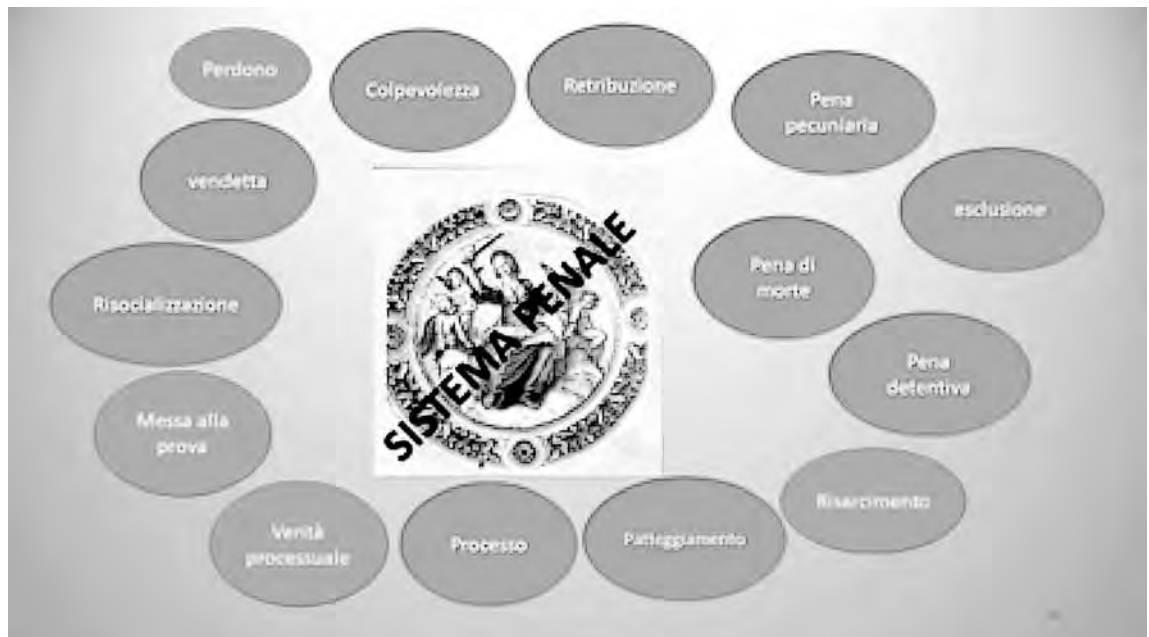 Perdono
Colpevolezza
Retribuzione
Pena
pecuniaria
vendetta
esclusione
Pena di
morte
Risocializzazione
SISTEMA PENALE
Pena
detentiva
Messa alla
prova
Risarcimento
Verità
processuale
Processo
Patteggiamento